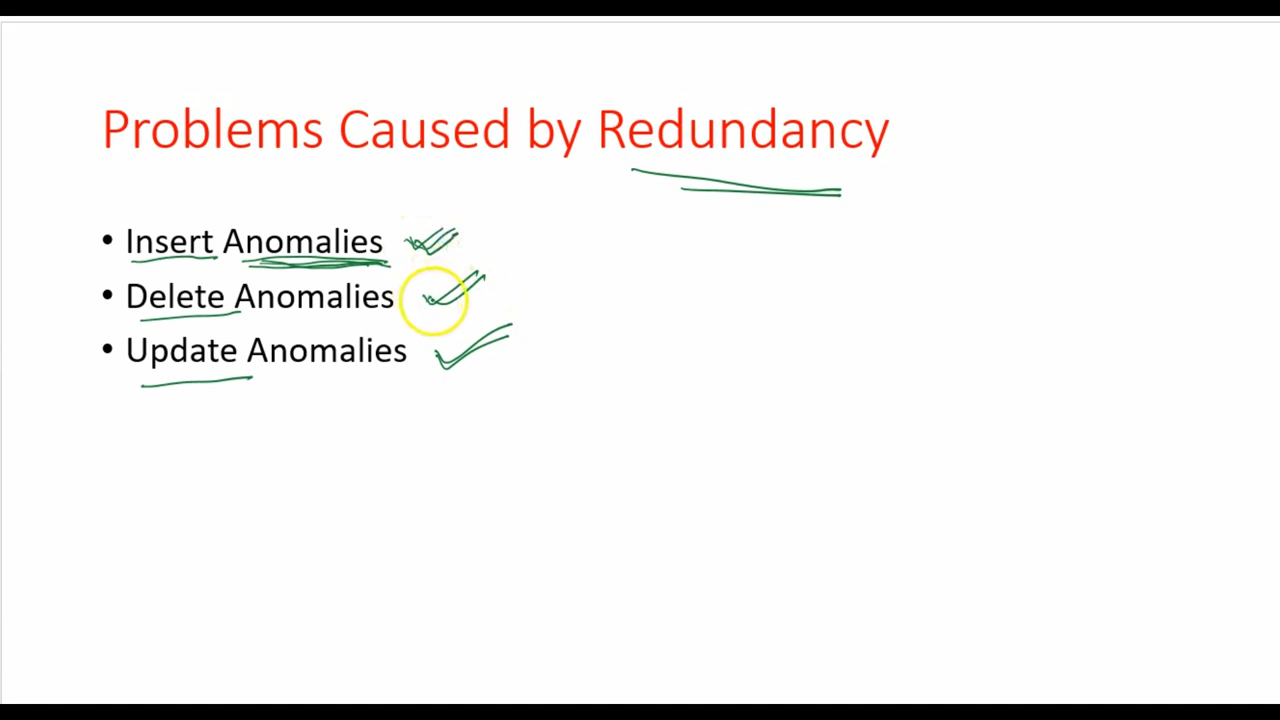 Problems Caused by Redundancy
• Insert Anomalies
• Delete Anomalies
• Update Anomalies